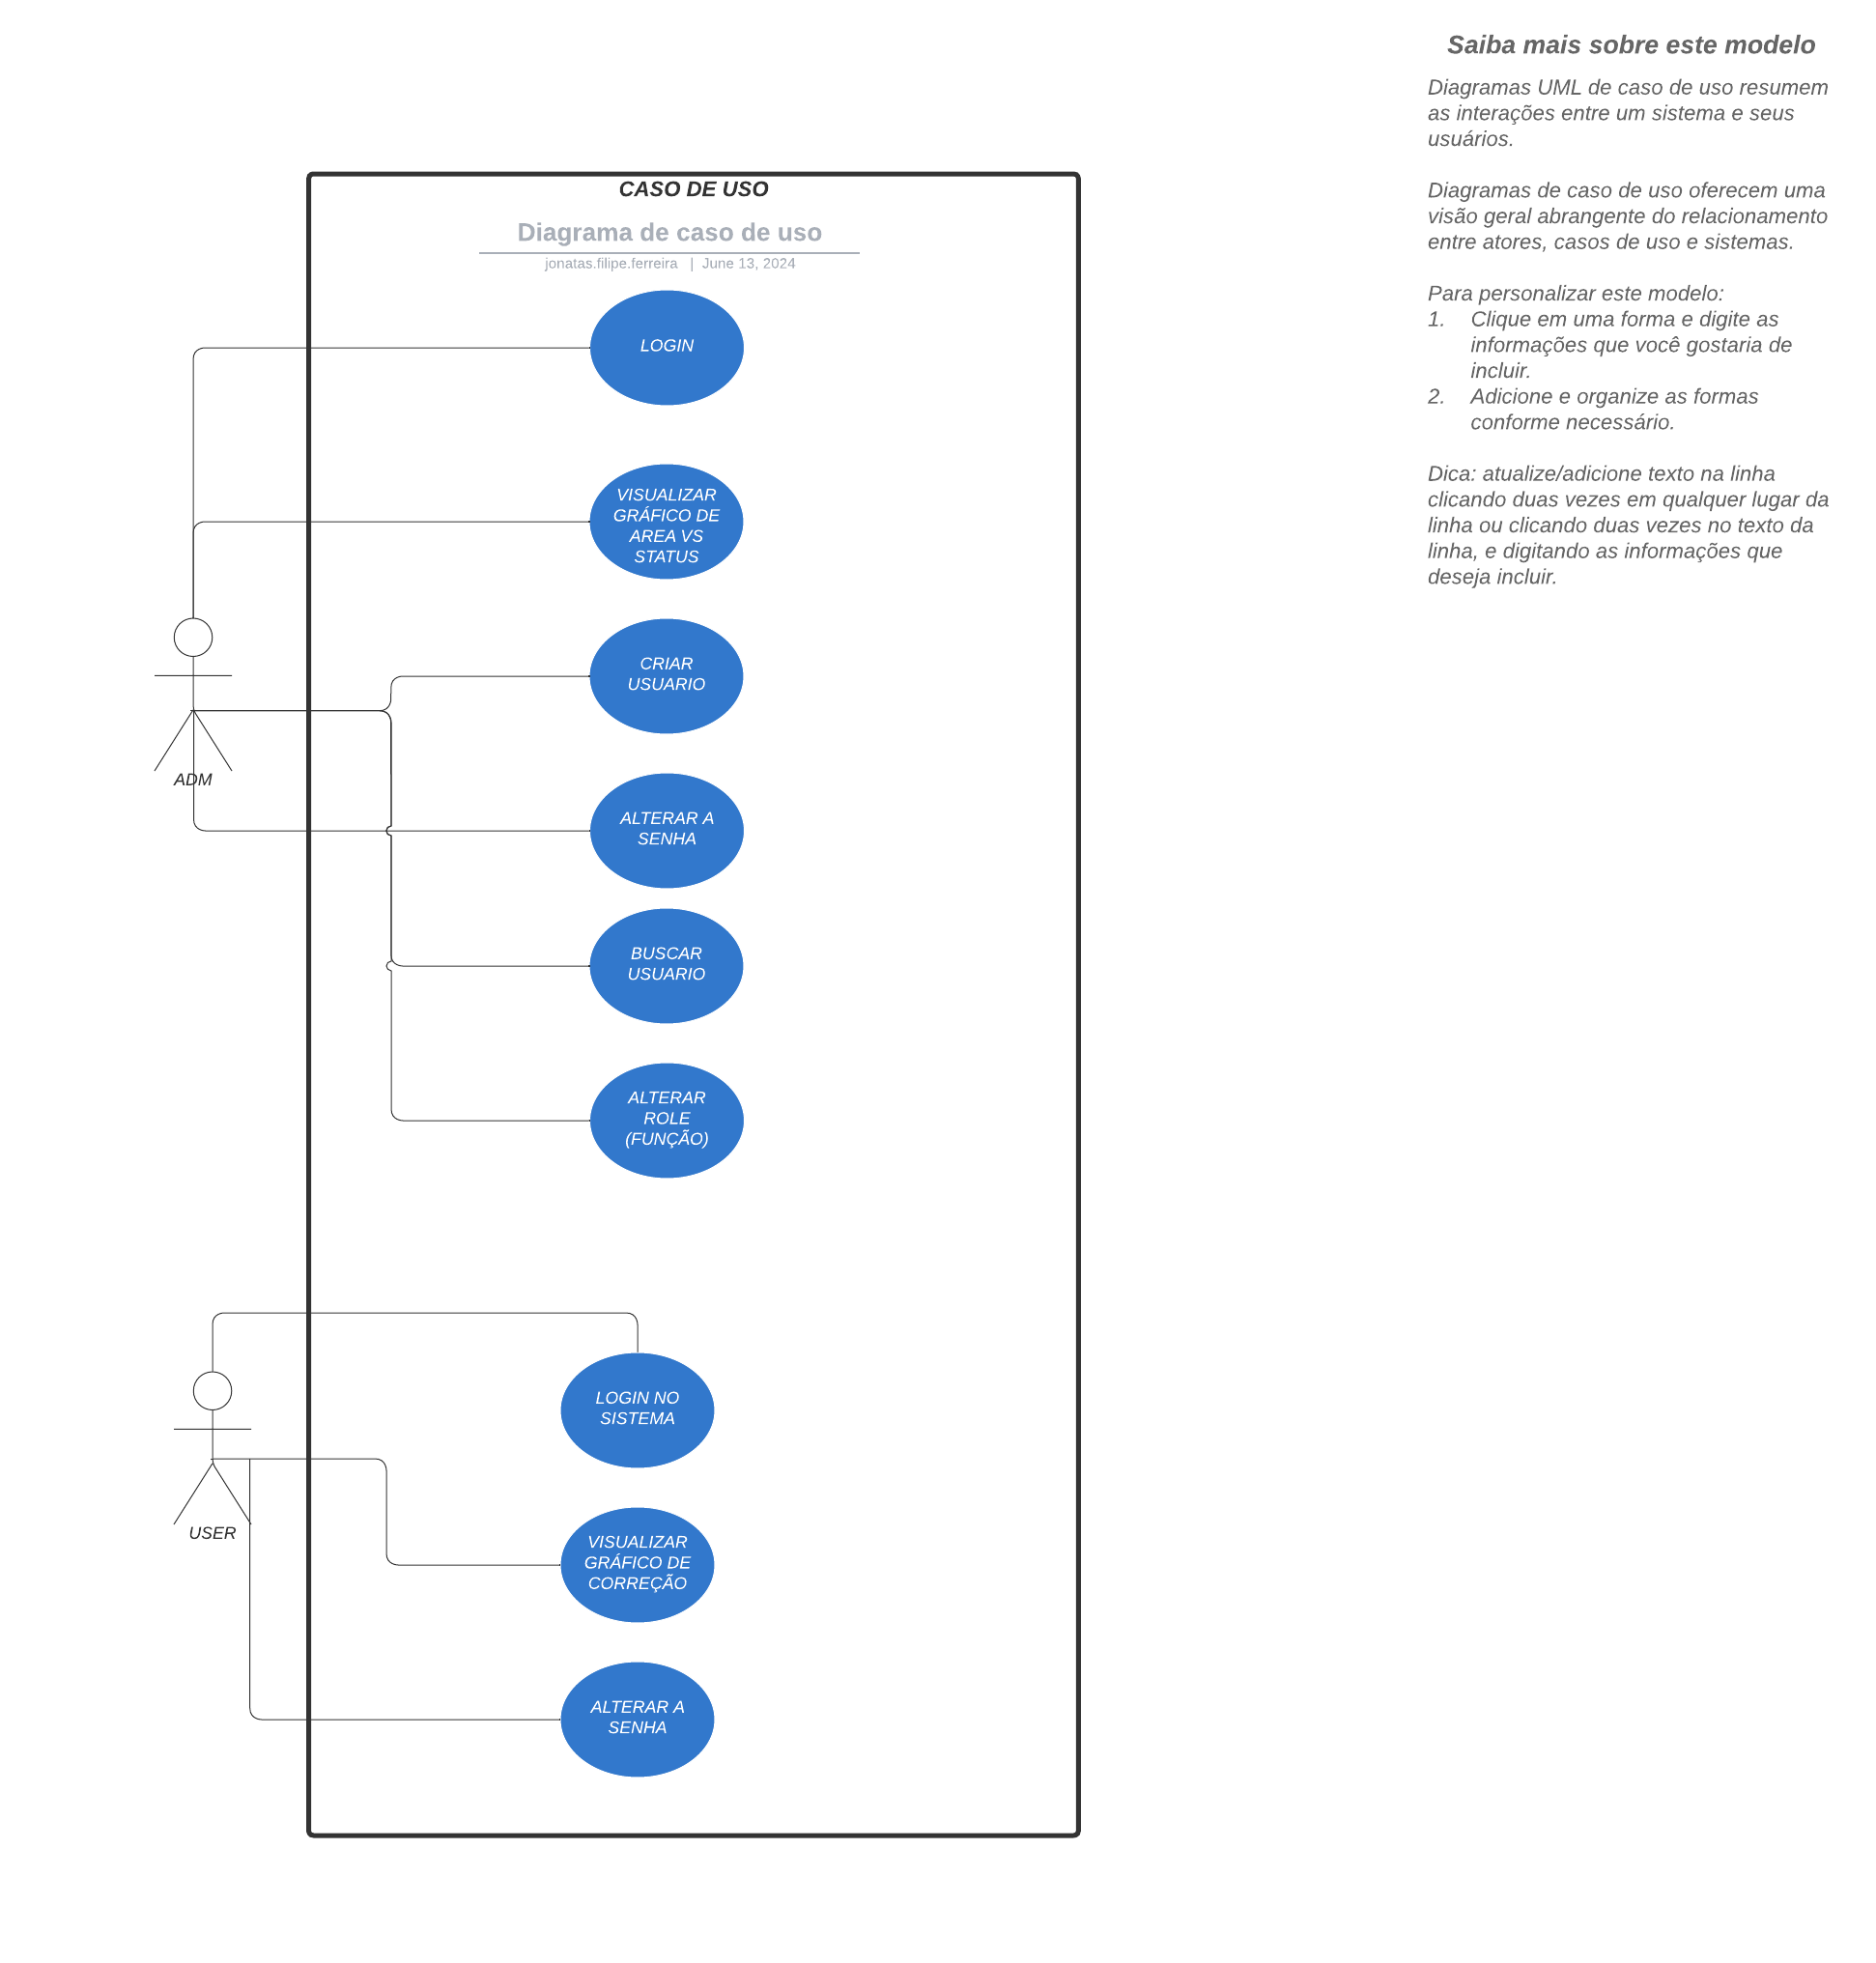 CASO DE USO
Diagrama de caso de uso
jonatas.filipe.ferreira | June 13, 2024
LOGIN
VISUALIZAR
GRÁFICO DE
AREA VS
STATUS
CRIAR
USUARIO
ADM
ALTERAR A
SENHA
BUSCAR
USUARIO
ALTERAR
ROLE
(FUNÇÃO)
LOGIN NO
SISTEMA
USER
VISUALIZAR
GRÁFICO DE
CORREÇÃO
ALTERAR A
SENHA
Saiba mais sobre este modelo
Diagramas UML de caso de uso resumem
as interações entre um sistema e seus
usuários.
Diagramas de caso de uso oferecem uma
visão geral abrangente do relacionamento
entre atores, casos de uso e sistemas.
Para personalizar este modelo:
1. Clique em uma forma e digite as
informações que você gostaria de
incluir.
2. Adicione e organize as formas
conforme necessário.
Dica: atualize/adicione texto na linha
clicando duas vezes em qualquer lugar da
linha ou clicando duas vezes no texto da
linha, e digitando as informações que
deseja incluir.